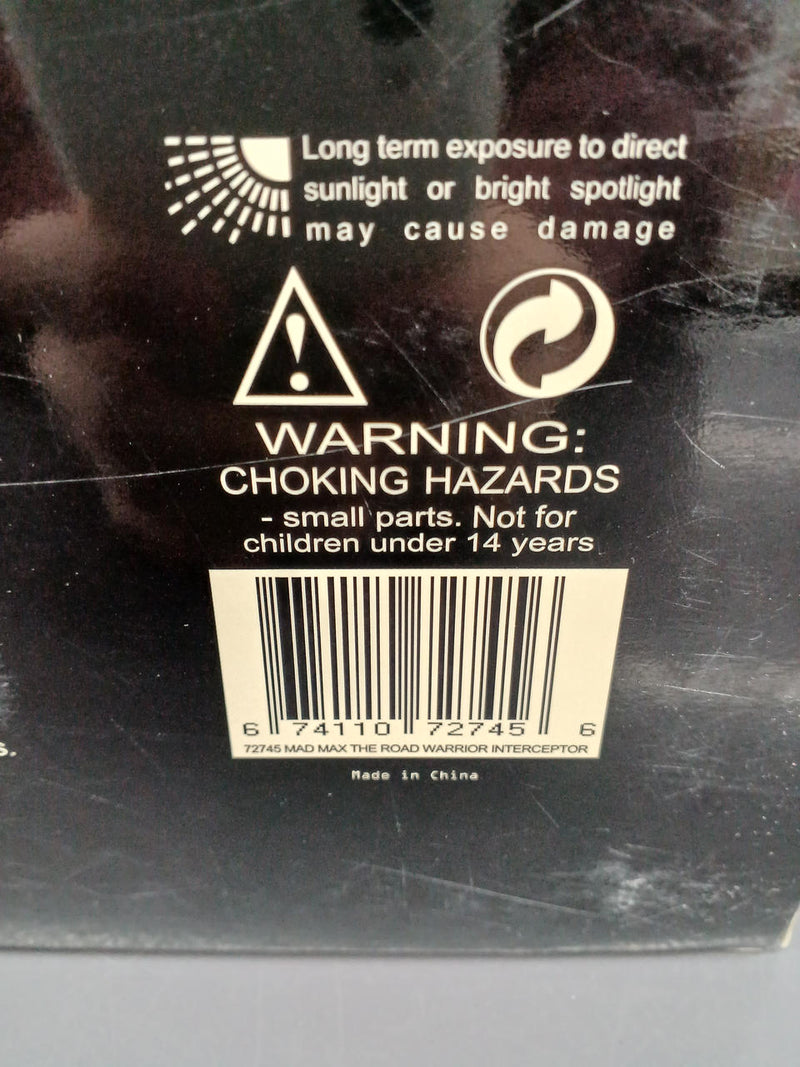 Long term exposure to direct
sunlight or bright spotlight
may cause damage
WARNING:
CHOKING HAZARDS
- small parts. Not for
children under 14 years
6 74110 72745 6
s.
72745 MAD MAX THE ROAD WARRIOR INTERCEPTOR
Made in China